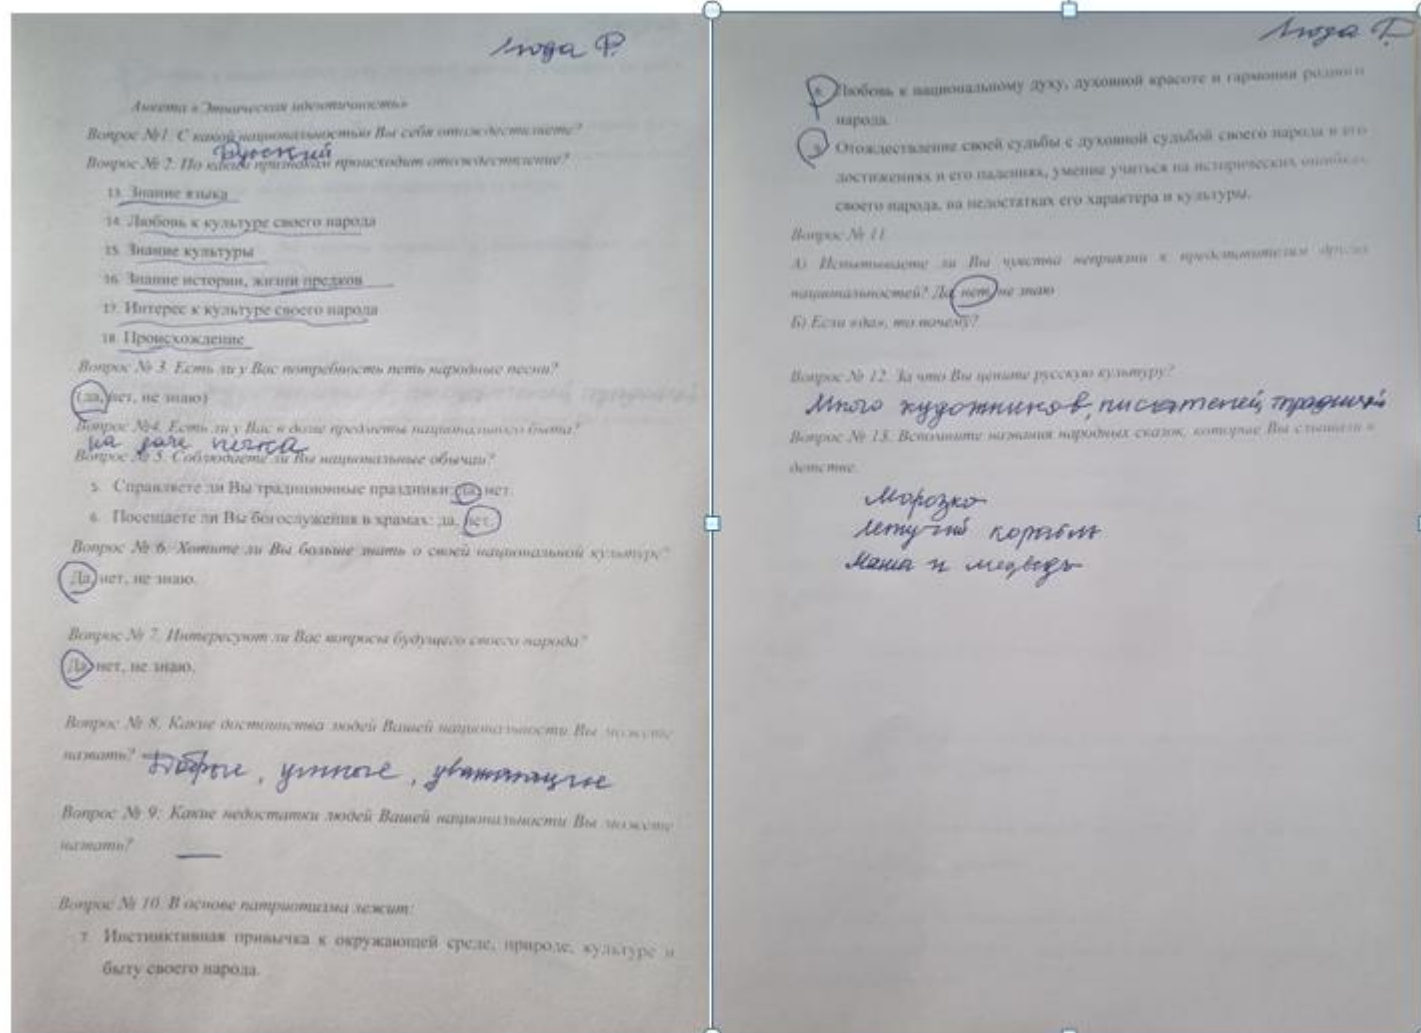 Люда Р.
Анкета «Этническая идентичность»
Вопрос №1. С какой национальностью Вы себя отождествляете?
Русский
Вопрос № 2. По каким признакам происходит отождествление?
13. Знание языка
14. Любовь к культуре своего народа
15. Знание культуры
16. Знание истории, жизни предков
17. Интерес к культуре своего народа
18. Происхождение
Вопрос № 3. Есть ли у Вас потребность петь народные песни?
(да, нет, не знаю)
Вопрос №4. Есть ли у Вас в доме предметы национального быта?
на даче печка
Вопрос № 5. Соблюдаете ли Вы национальные обычаи?
5. Справляете ли Вы традиционные праздники: да, нет.
6. Посещаете ли Вы богослужения в храмах: да, нет.
Вопрос № 6. Хотите ли Вы больше знать о своей национальной культуре?
Да, нет, не знаю.
Вопрос № 7. Интересуют ли Вас вопросы будущего своего народа?
Да, нет, не знаю.
Вопрос № 8. Какие достоинства людей Вашей национальности Вы можете
назвать? Добрые, умные, уважающие
Вопрос № 9. Какие недостатки людей Вашей национальности Вы можете
назвать? —
Вопрос № 10. В основе патриотизма лежит:
7. Инстинктивная привычка к окружающей среде, природе, культуре и
быту своего народа.
Люда Г.
8. Любовь к национальному духу, духовной красоте и гармонии родного
народа.
9. Отождествление своей судьбы с духовной судьбой своего народа в его
достижениях и его падениях, умение учиться на исторических ошибках
своего народа, на недостатках его характера и культуры.
Вопрос № 11.
А) Испытываете ли Вы чувства неприязни к представителям других
национальностей? Да, нет, не знаю
Б) Если «да», то почему?
Вопрос № 12. За что Вы цените русскую культуру?
Много художников, писателей, традиций
Вопрос № 13. Вспомните названия народных сказок, которые Вы слышали в
детстве.
Морозко
летучий корабль
Маша и медведь